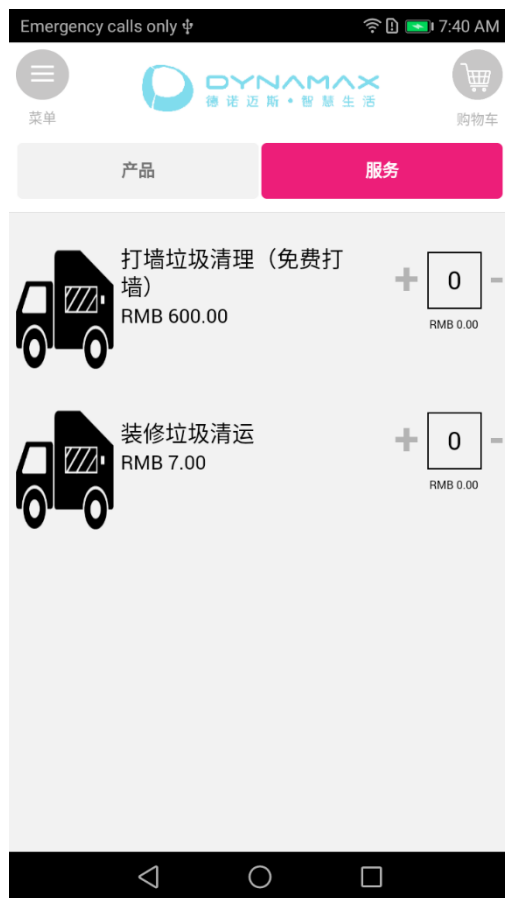 Emergency calls only
7:40 AM
菜单
DYNAMAX
德诺迈斯·智慧生活
购物车
产品
服务
打墙垃圾清理（免费打
墙）
RMB 600.00
+
0
-
RMB 0.00
装修垃圾清运
RMB 7.00
+
0
-
RMB 0.00